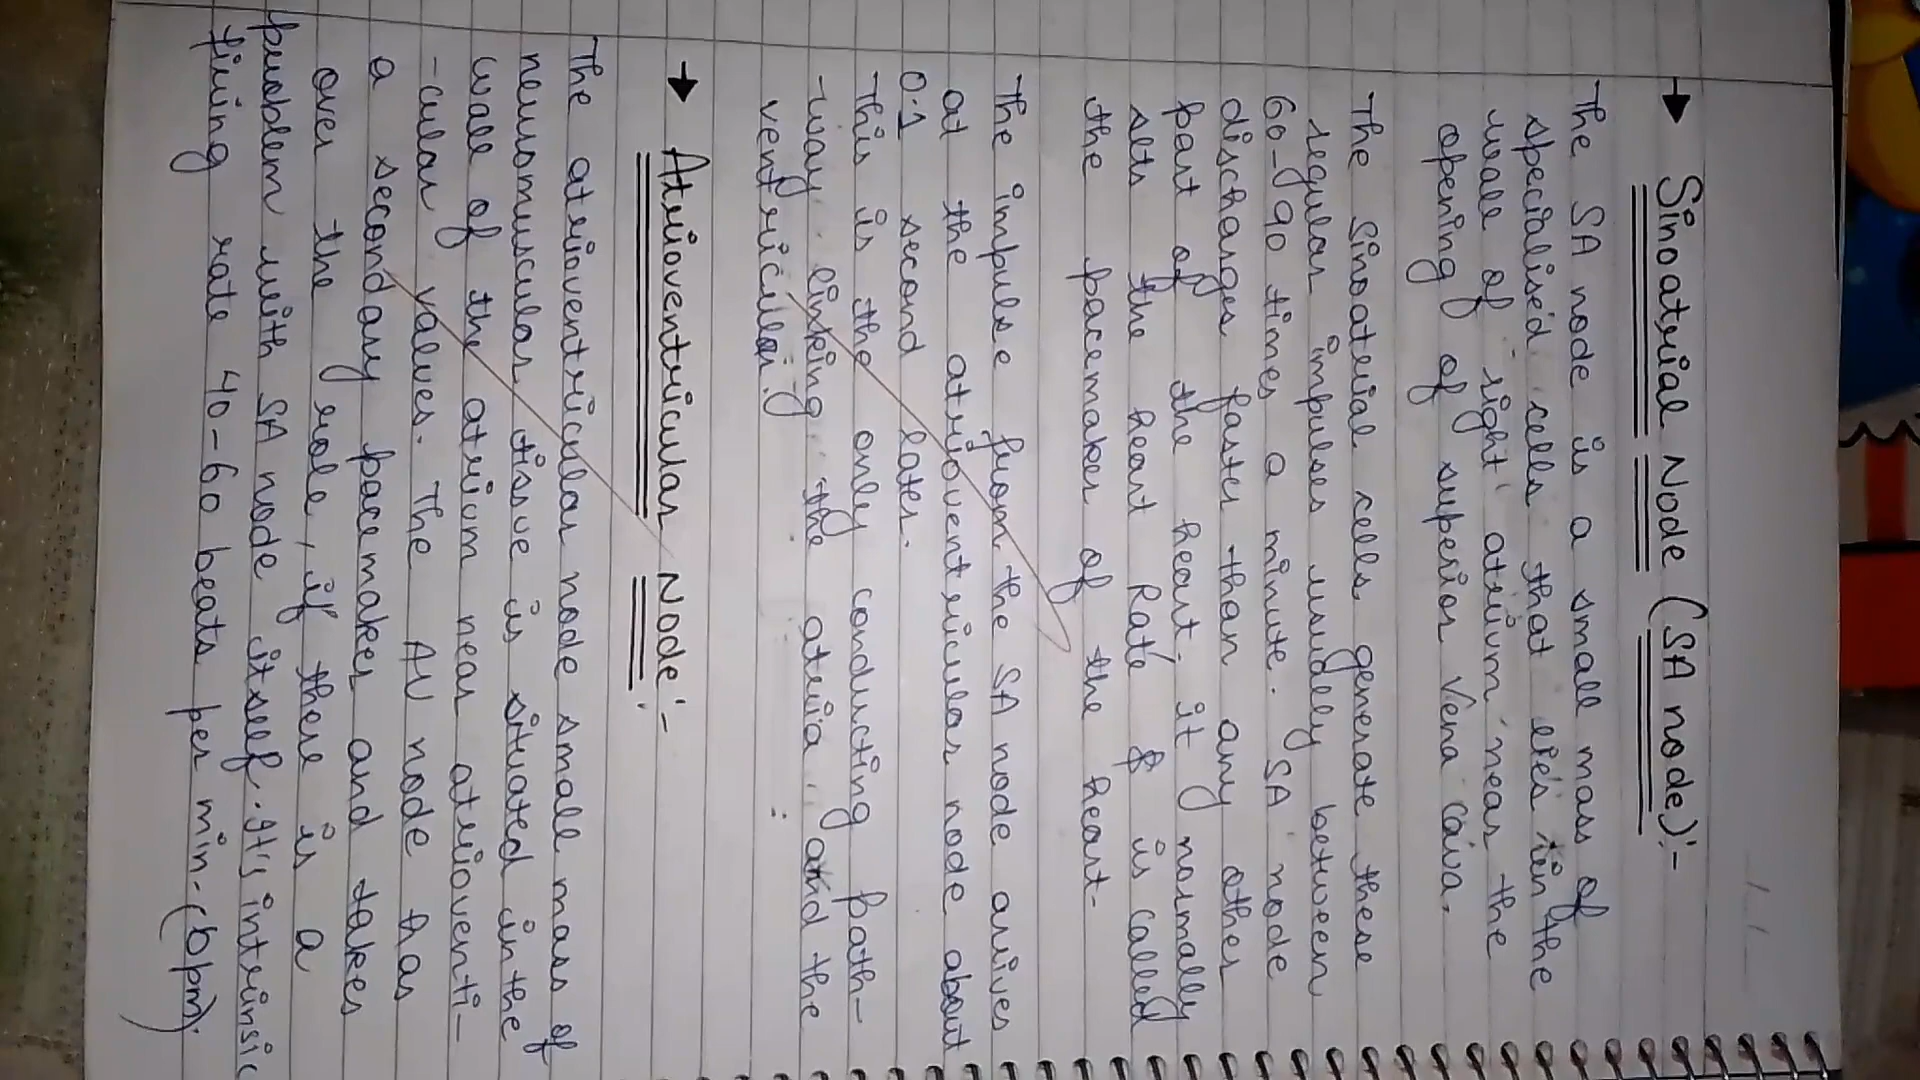 → Sinoatrial Node (SA node):-
The SA node is a small mass of
specialised cells that lies in the
wall of right atrium near the
opening of superior Vena Caiva.
The Sinoaterial cells generate these
regular impulses usually between
60-90 times a minute. SA node
discharges faster than any other
part of the heart. it normally
sets the heart Rate & is called
the pacemaker of the heart.
The impulse from the SA node arives
at the atrioventricular node about
0.1 second later.
This is the only conducting path-
-way linking the atria and the
ventricular.
→ Atrioventricular Node:-
The atrioventricular node small mass of
neuromuscular tissue is situated in the
wall of the atrium near atrioventi-
-cular valves. The AV node has
a secondary pacemaker and takes
over the role, if there is a
problem with SA node itself. It's intrinsic
firing rate 40-60 beats per min-(bpm).